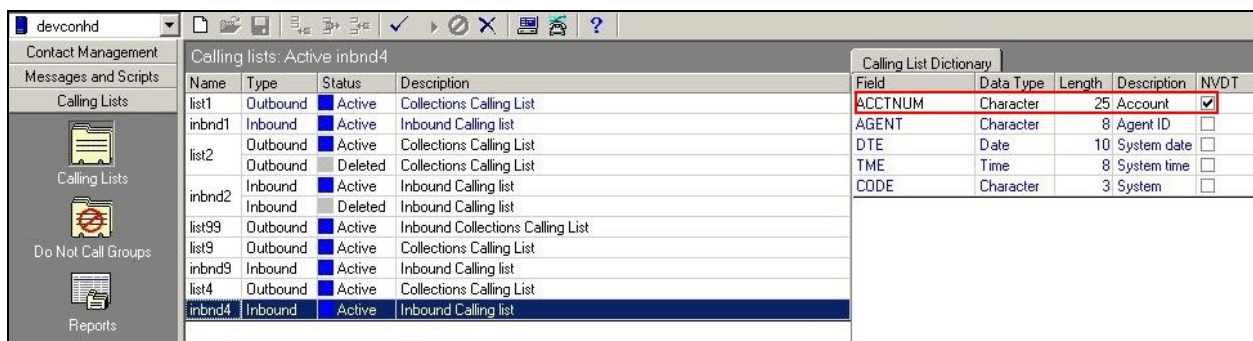 devconhd
?
Contact Management
Messages and Scripts
Calling Lists
Calling Lists
Do Not Call Groups
Reports
Calling lists: Active inbnd4
Name Type Status Description
list1 Outbound Active Collections Calling List
inbnd1 Inbound Active Inbound Calling list
list2 Outbound Active Collections Calling List
Outbound Deleted Collections Calling List
inbnd2 Inbound Active Inbound Calling list
Inbound Deleted Inbound Calling list
list99 Outbound Active Inbound Collections Calling List
list9 Outbound Active Collections Calling List
inbnd9 Inbound Active Inbound Calling list
list4 Outbound Active Collections Calling List
inbnd4 Inbound Active Inbound Calling list
Calling List Dictionary
Field Data Type Length Description NVDT
ACCTNUM Character 25 Account
AGENT Character 8 Agent ID
DTE Date 10 System date
TME Time 8 System time
CODE Character 3 System